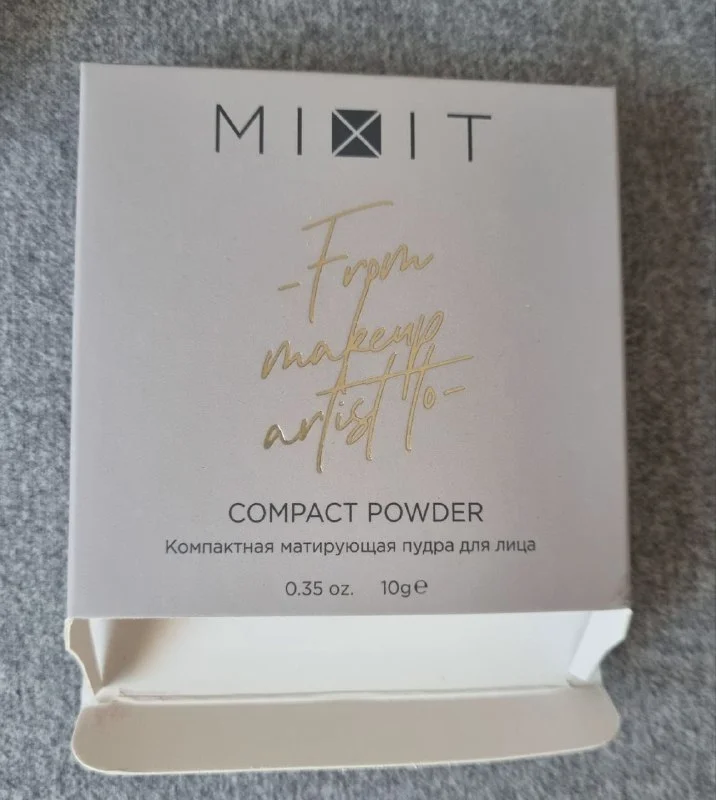 MIXIT
-From
makeup
artist to-
COMPACT POWDER
Компактная матирующая пудра для лица
0.35 oz. 10g℮